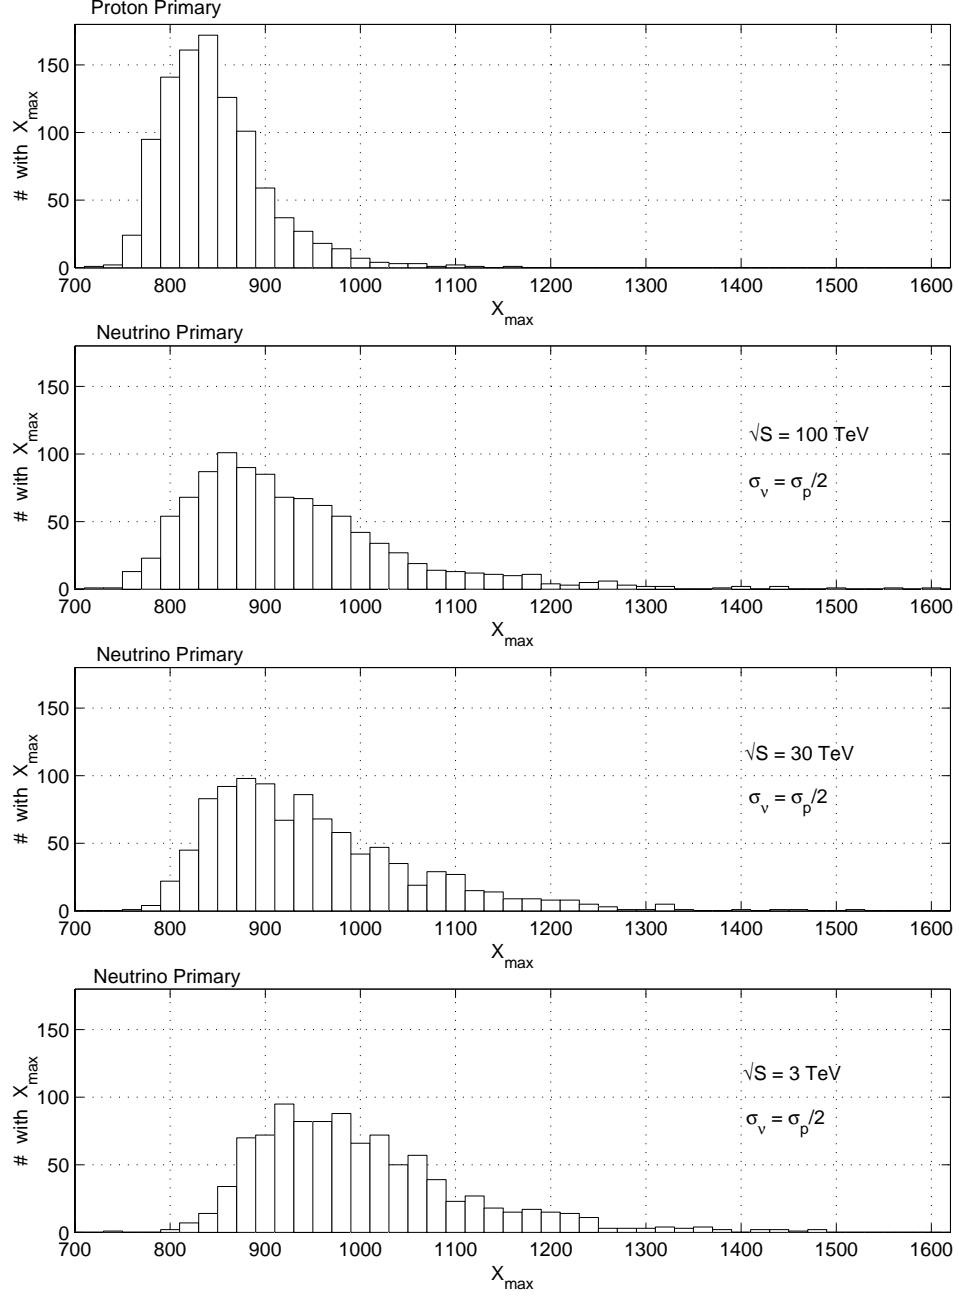 Proton Primary
150
100
50
0
# with X_max
700 800 900 1000 1100 1200 1300 1400 1500 1600
X_max
Neutrino Primary
150
100
50
0
# with X_max
√S = 100 TeV
σ_ν = σ_p/2
700 800 900 1000 1100 1200 1300 1400 1500 1600
X_max
Neutrino Primary
150
100
50
0
# with X_max
√S = 30 TeV
σ_ν = σ_p/2
700 800 900 1000 1100 1200 1300 1400 1500 1600
X_max
Neutrino Primary
150
100
50
0
# with X_max
√S = 3 TeV
σ_ν = σ_p/2
700 800 900 1000 1100 1200 1300 1400 1500 1600
X_max